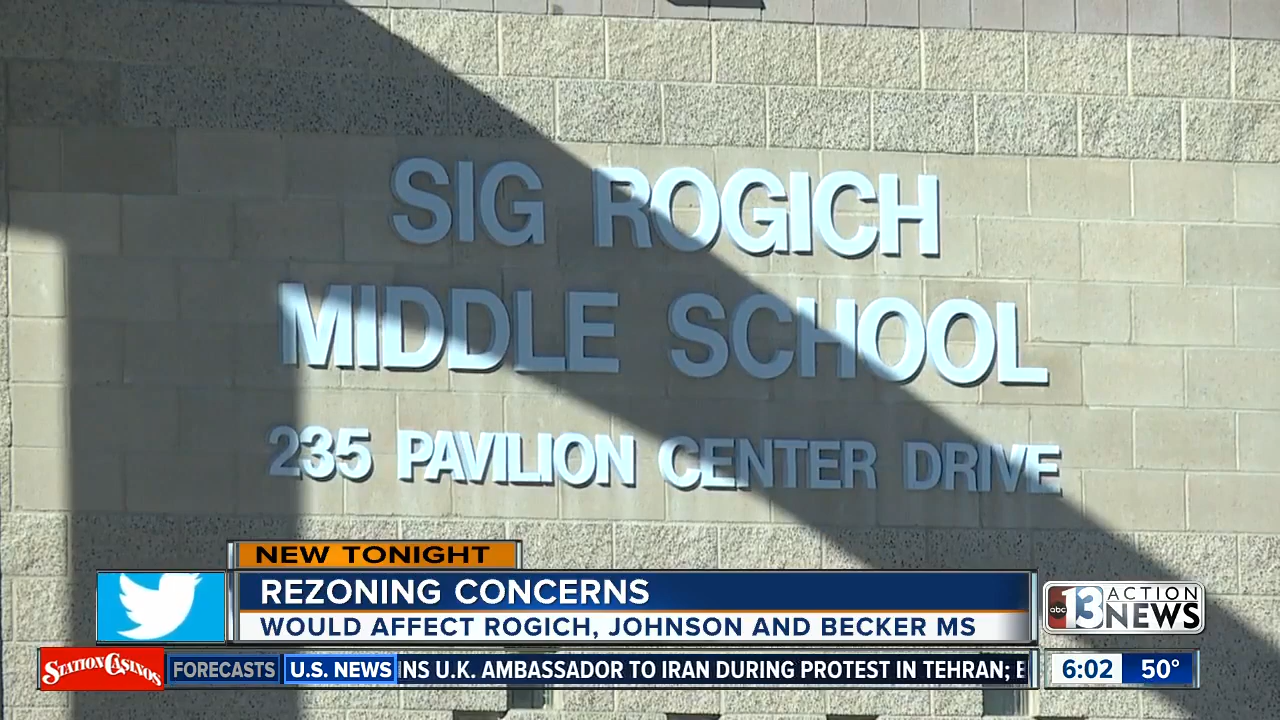 SIG ROGICH
MIDDLE SCHOOL
235 PAVILION CENTER DRIVE
NEW TONIGHT
REZONING CONCERNS
WOULD AFFECT ROGICH, JOHNSON AND BECKER MS
abc 13 ACTION NEWS
STATION CASINOS FORECASTS U.S. NEWS NS U.K. AMBASSADOR TO IRAN DURING PROTEST IN TEHRAN; E 6:02 50°